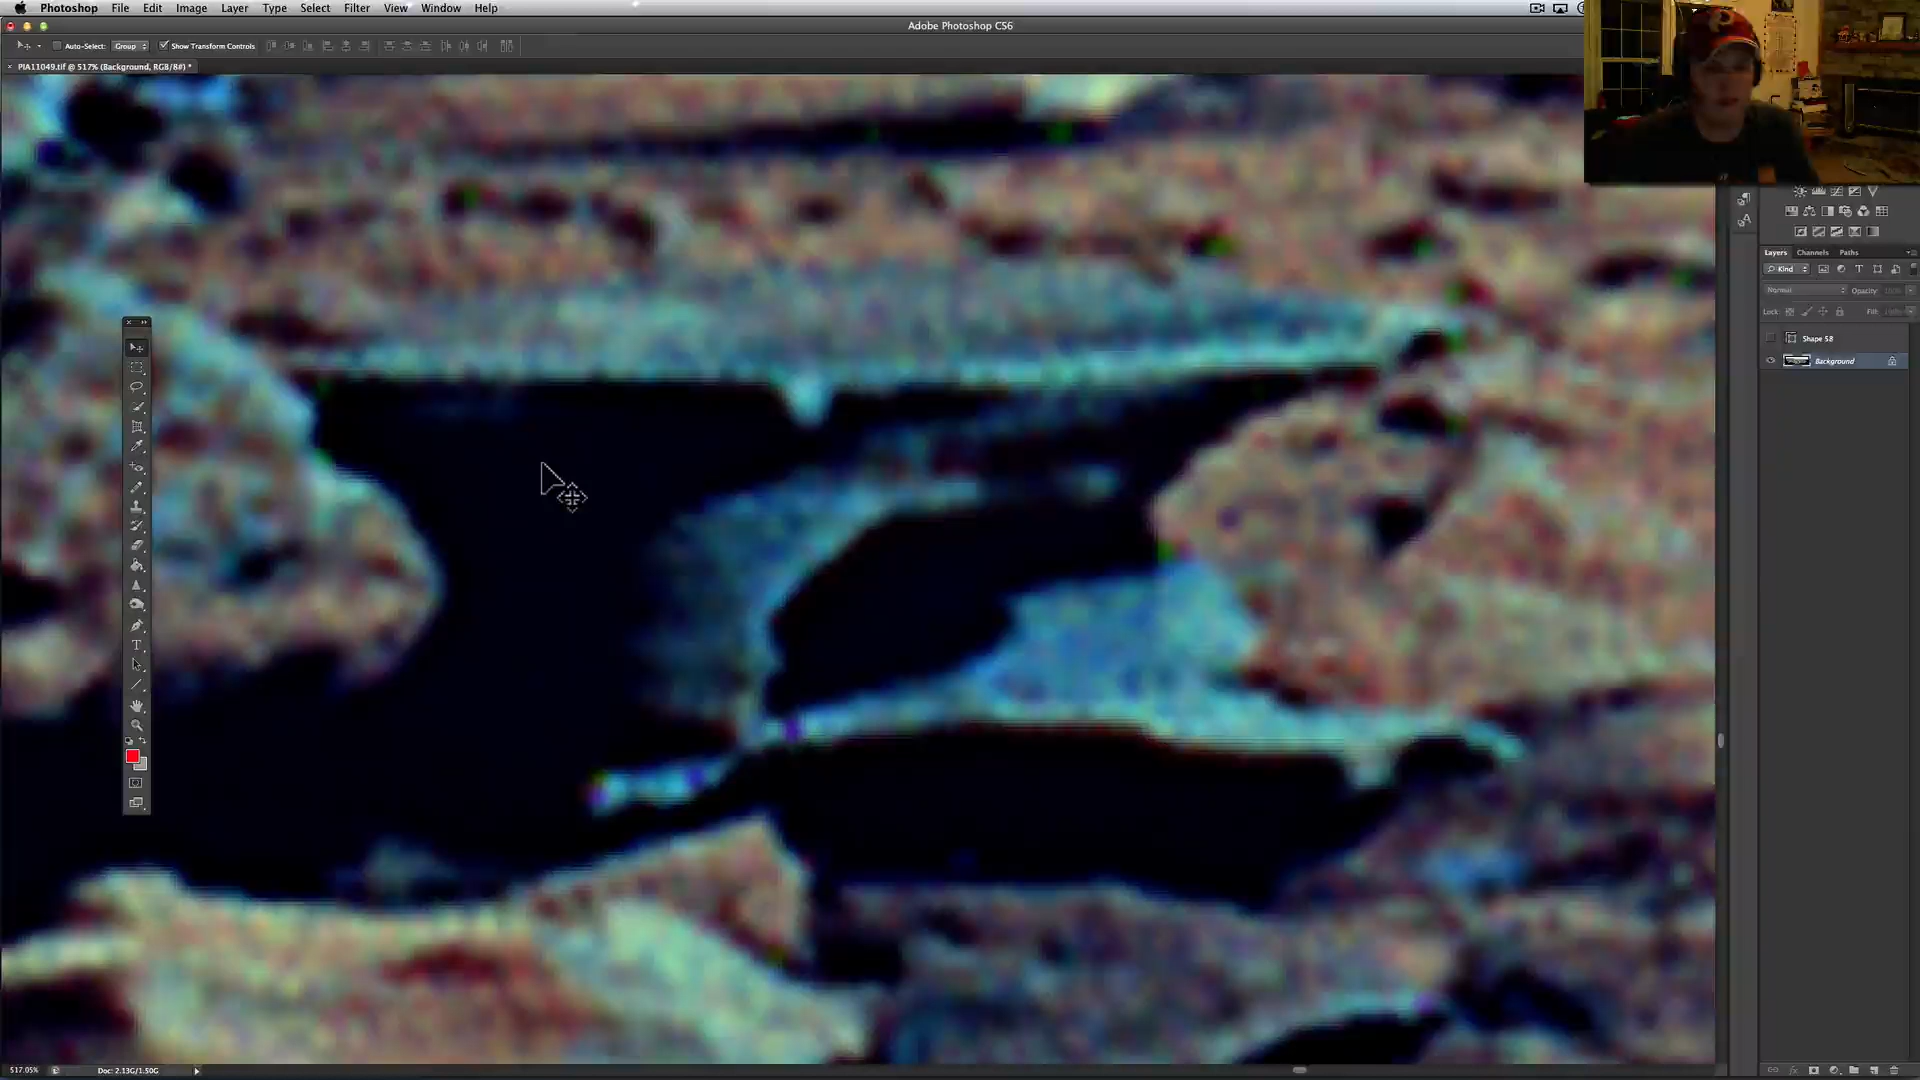 Photoshop File Edit Image Layer Type Select Filter View Window Help
Adobe Photoshop CS6
Auto-Select: Group Show Transform Controls
PIA11049.tif @ 517% (Background, RGB/8#) *
Layers Channels Paths
Kind
Normal Opacity:
Lock: Fill:
Shape 58
Background
517.05% Doc: 2.13G/1.50G